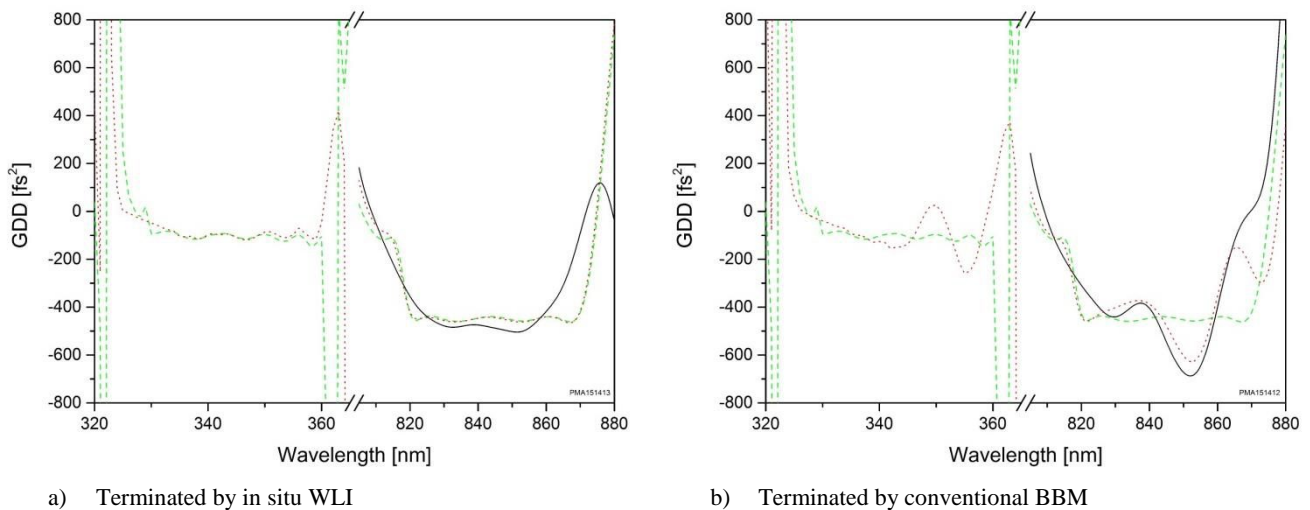 800
600
400
200
0
-200
-400
-600
-800
GDD [fs²]
320 340 360 820 840 860 880
Wavelength [nm]
PMA151413
800
600
400
200
0
-200
-400
-600
-800
GDD [fs²]
320 340 360 820 840 860 880
Wavelength [nm]
PMA151412
a) Terminated by in situ WLI
b) Terminated by conventional BBM